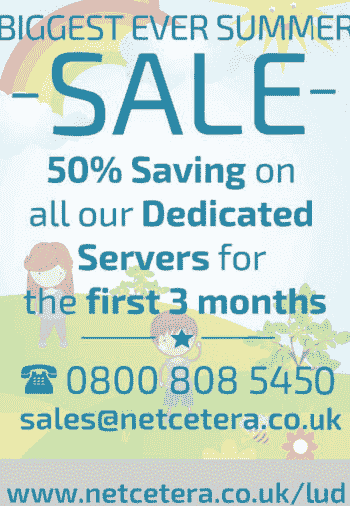 BIGGEST EVER SUMMER
-SALE-
50% Saving on
all our Dedicated
Servers for
the first 3 months
☎ 0800 808 5450
sales@netcetera.co.uk
www.netcetera.co.uk/lud